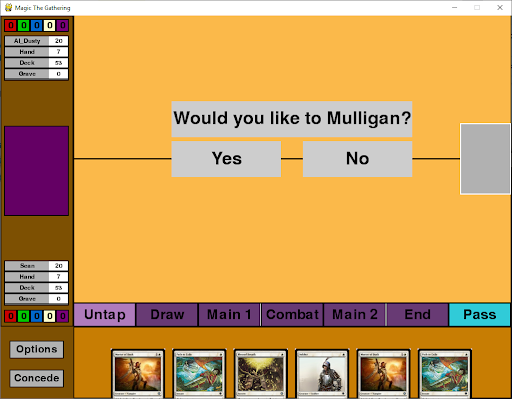 Magic The Gathering
0 0 0 0 0
AI_Dusty 20
Hand 7
Deck 53
Grave 0
Would you like to Mulligan?
Yes No
Sean 20
Hand 7
Deck 53
Grave 0
0 0 0 0 0
Untap Draw Main 1 Combat Main 2 End Pass
Options
Concede